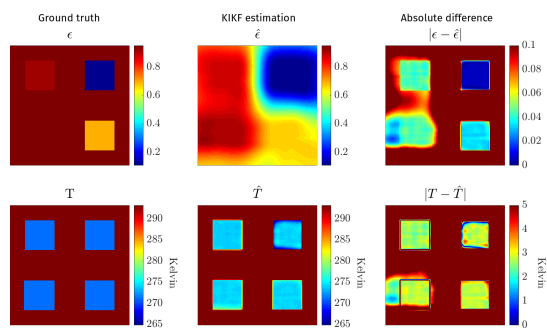 Ground truth
KIKF estimation
Absolute difference
ϵ
ϵ̂
|ϵ − ϵ̂|
0.8
0.6
0.4
0.2
0.8
0.6
0.4
0.2
0.1
0.08
0.06
0.04
0.02
0
T
T̂
|T − T̂|
290
285
280
275
270
265
Kelvin
290
285
280
275
270
265
Kelvin
5
4
3
2
1
0
Kelvin